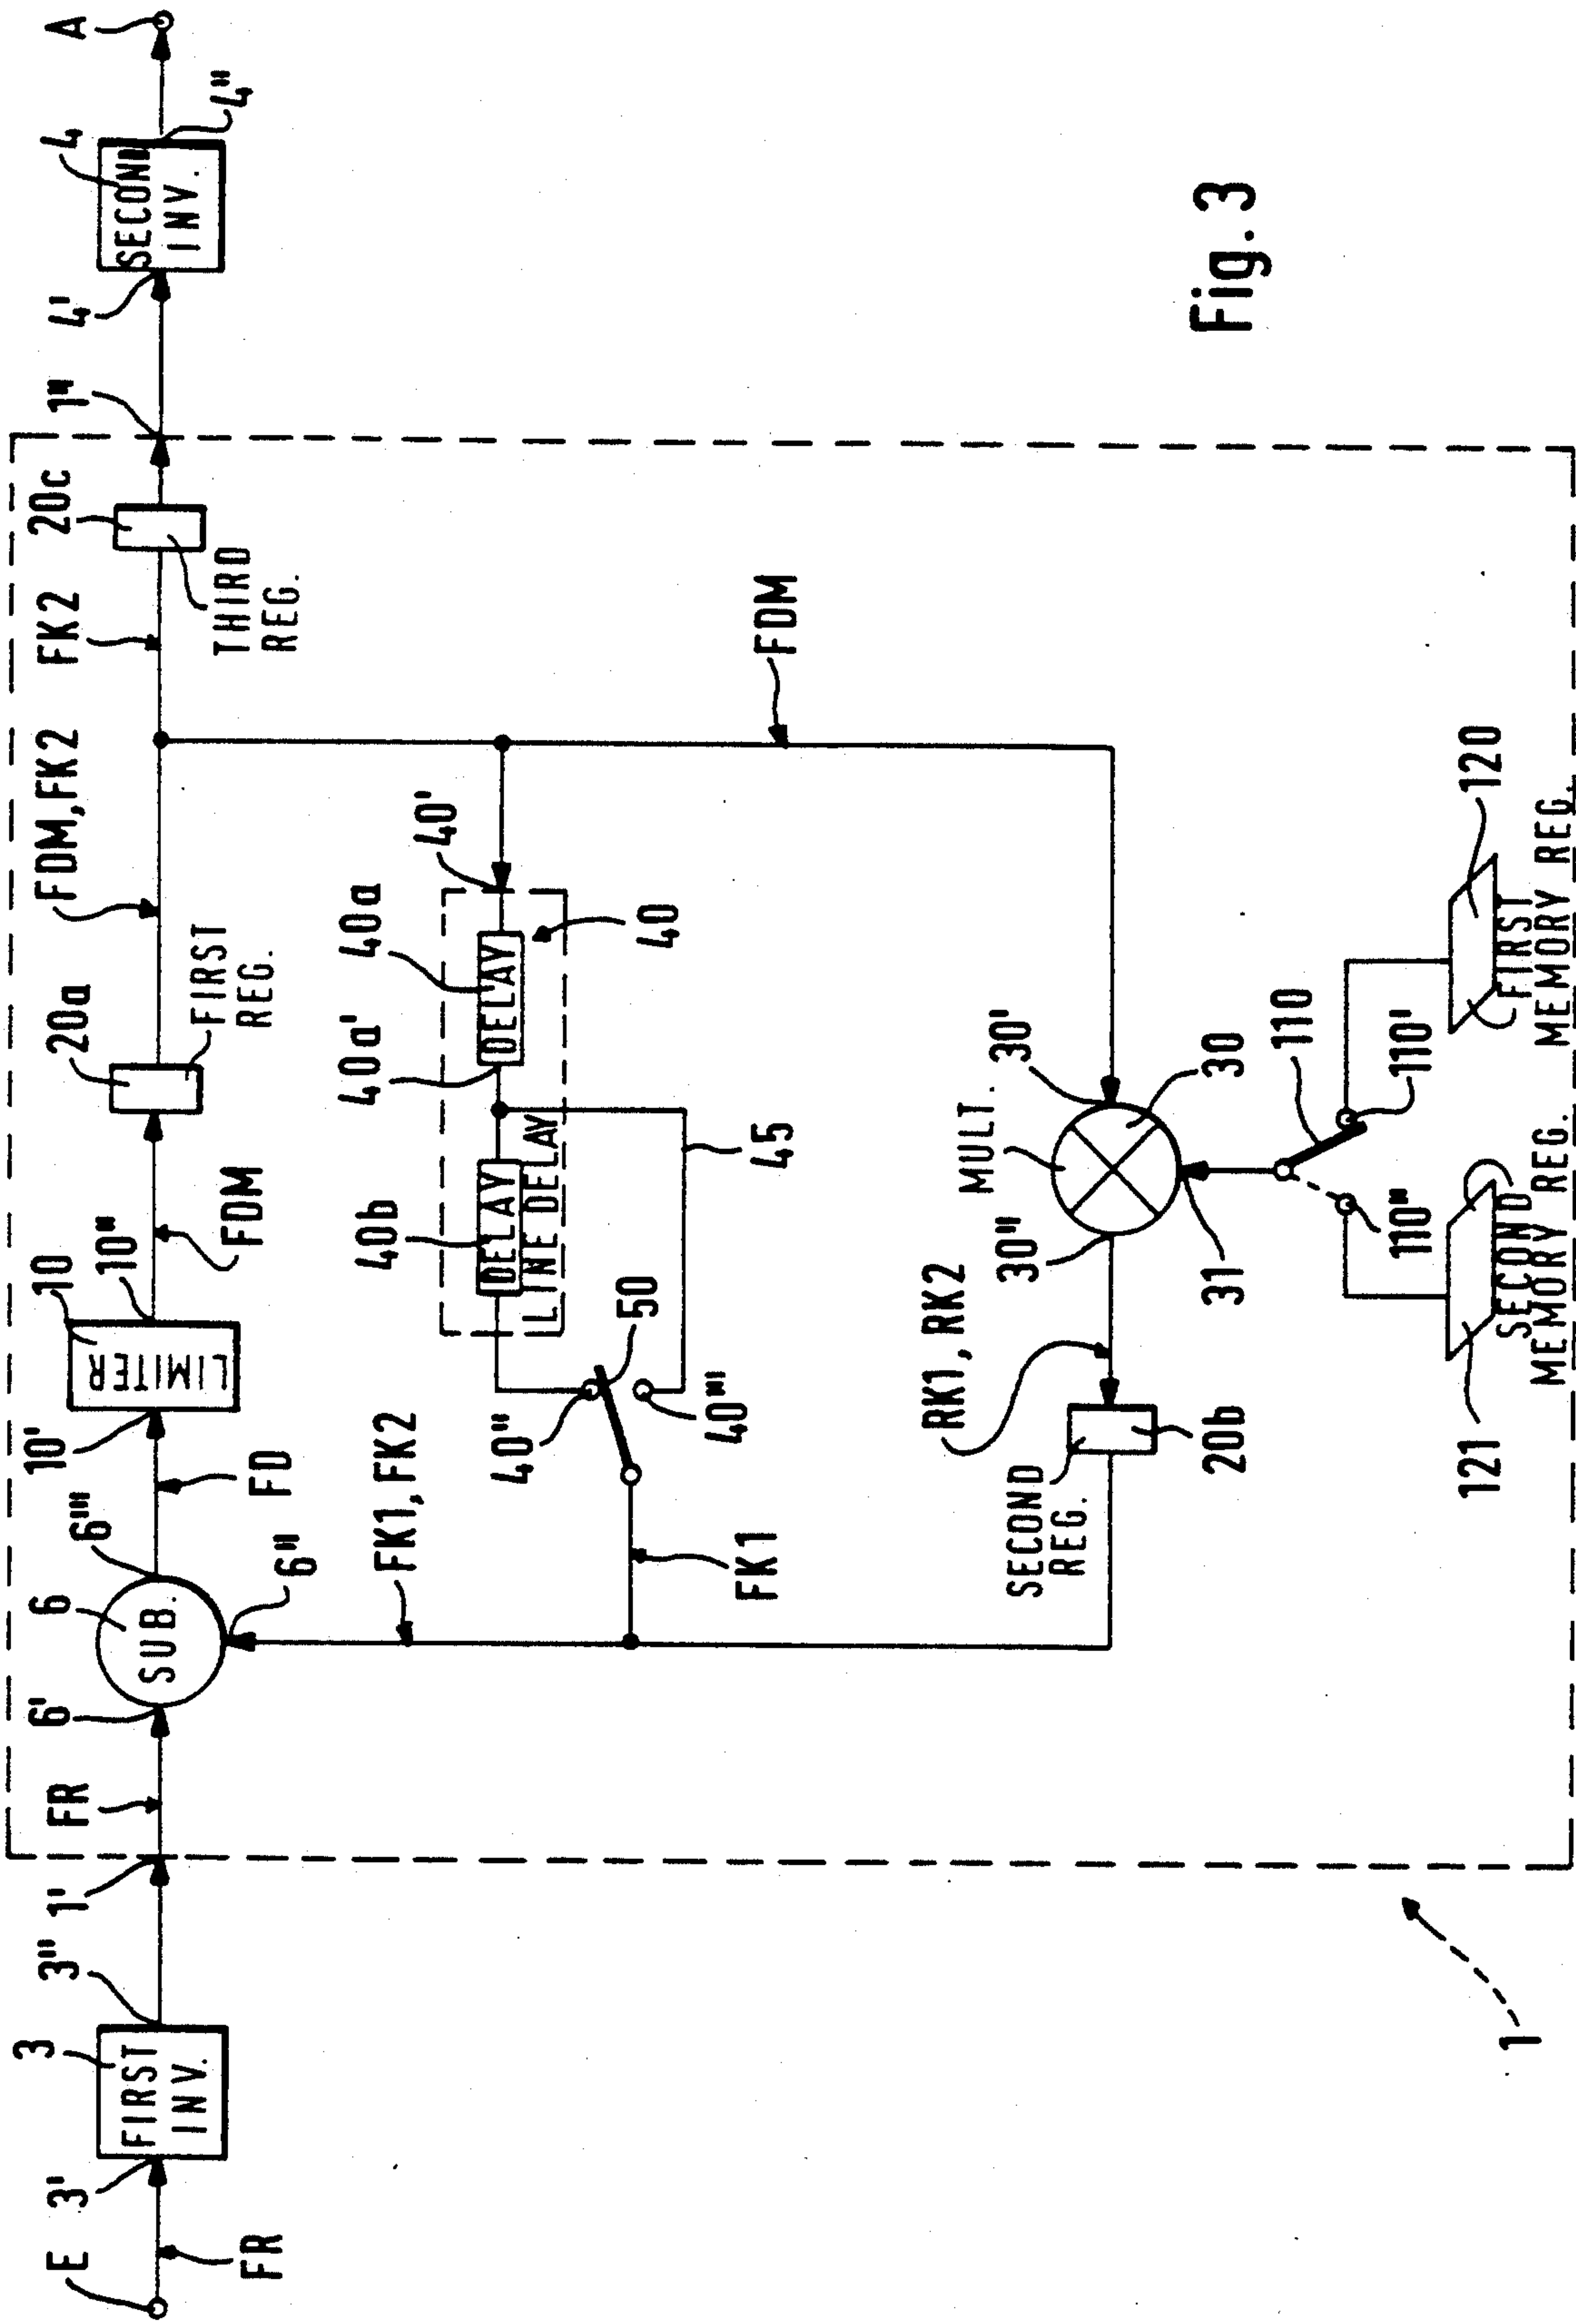 E
FR
3'
3
FIRST
INV.
3"
1'
FR
6'
6
SUB.
6"
6'''
FD
10'
10
LIMITER
10"
FDM
20a
FIRST
REG.
FDM,FK2
FK2
20c
THIRD
REG.
1"
4'
4
SECOND
INV.
4"
A
FK1,FK2
FK1
40"
50
40'''
40b
DELAY
LINE DELAY
40a'
40a
DELAY
40'
40
45
FDM
SECOND
REG.
20b
RK1, RK2
30"
MULT.
30'
30
31
110
110'
110"
121
SECOND
MEMORY REG.
120
FIRST
MEMORY REG.
1
Fig. 3